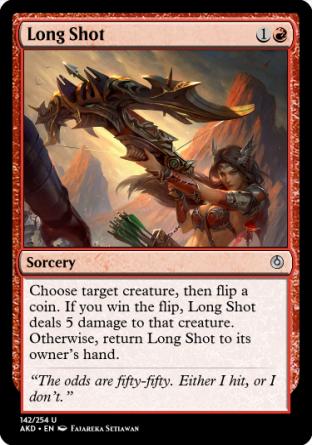 Long Shot 1
Sorcery
Choose target creature, then flip a
coin. If you win the flip, Long Shot
deals 5 damage to that creature.
Otherwise, return Long Shot to its
owner's hand.
"The odds are fifty-fifty. Either I hit, or I
don't."
142/254 U
AKD • EN Fajareka Setiawan